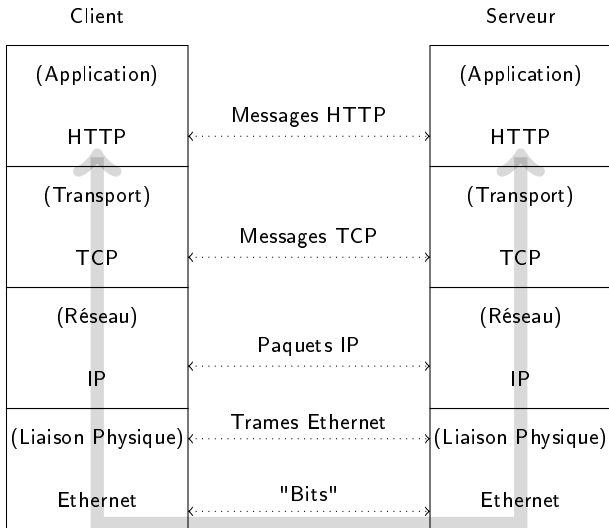 Client
Serveur
(Application)
(Application)
Messages HTTP
HTTP
HTTP
(Transport)
(Transport)
Messages TCP
TCP
TCP
(Réseau)
(Réseau)
Paquets IP
IP
IP
Trames Ethernet
(Liaison Physique)
(Liaison Physique)
"Bits"
Ethernet
Ethernet